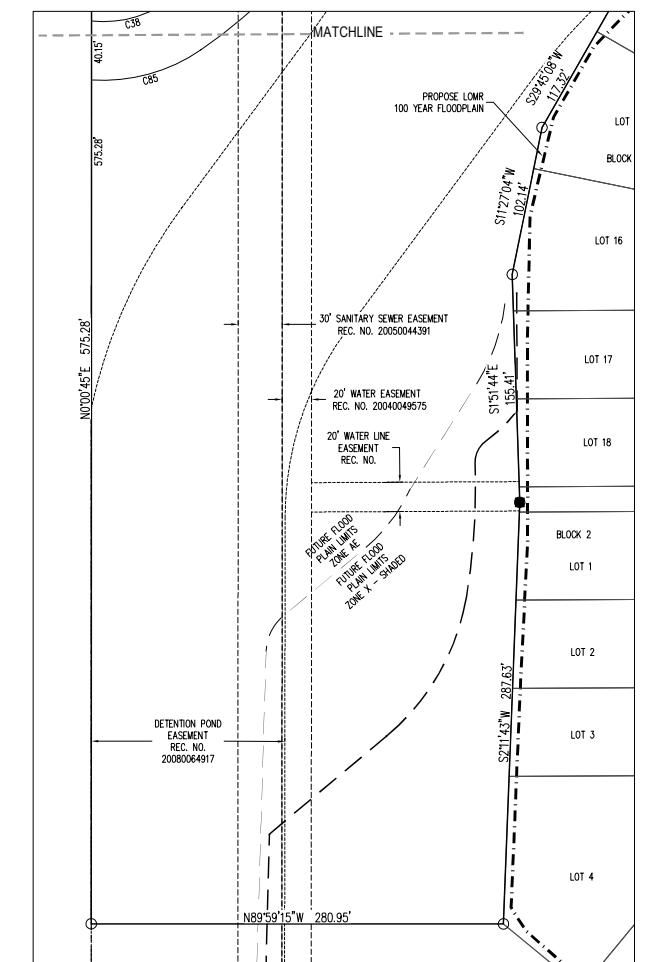 C38
MATCHLINE
40.15'
C85
S29°45'08"W
117.32'
PROPOSE LOMR
100 YEAR FLOODPLAIN
LOT
BLOCK
575.28'
S11°27'04"W
102.14'
LOT 16
30' SANITARY SEWER EASEMENT
REC. NO. 20050044391
N0°00'45"E 575.28'
LOT 17
S1°51'44"E
155.41'
20' WATER EASEMENT
REC. NO. 20040049575
20' WATER LINE
EASEMENT
REC. NO.
LOT 18
FUTURE FLOOD
PLAIN LIMITS
ZONE AE
FUTURE FLOOD
PLAIN LIMITS
ZONE X - SHADED
BLOCK 2
LOT 1
LOT 2
S2°11'43"W 287.63'
LOT 3
DETENTION POND
EASEMENT
REC. NO.
20080064917
LOT 4
N89°59'15"W 280.95'